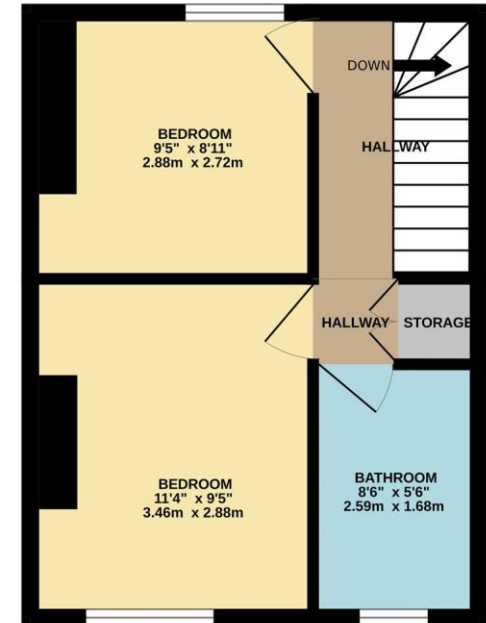 DOWN
BEDROOM
9'5" x 8'11"
2.88m x 2.72m
HALLWAY
HALLWAY
STORAGE
BEDROOM
11'4" x 9'5"
3.46m x 2.88m
BATHROOM
8'6" x 5'6"
2.59m x 1.68m